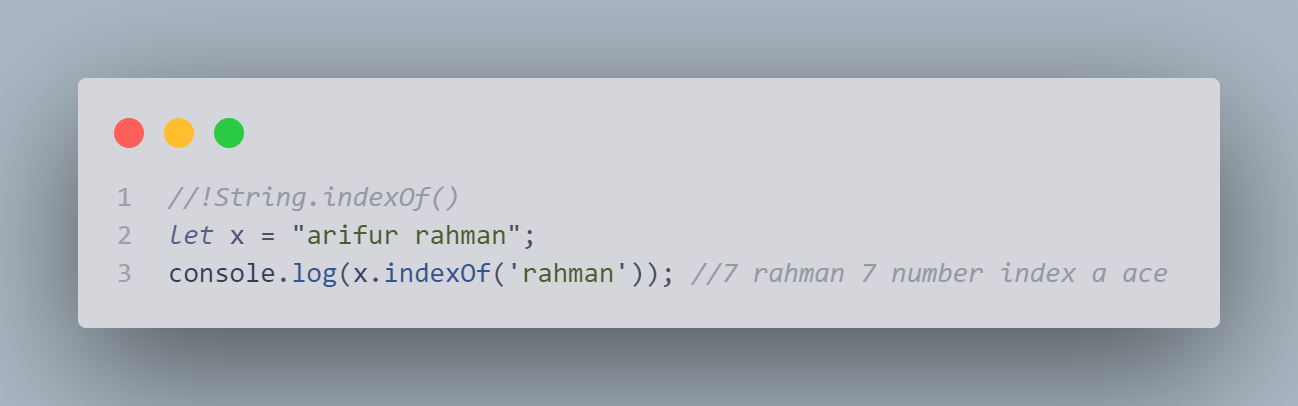 1 //!String.indexOf()
2 let x = "arifur rahman";
3 console.log(x.indexOf('rahman')); //7 rahman 7 number index a ace